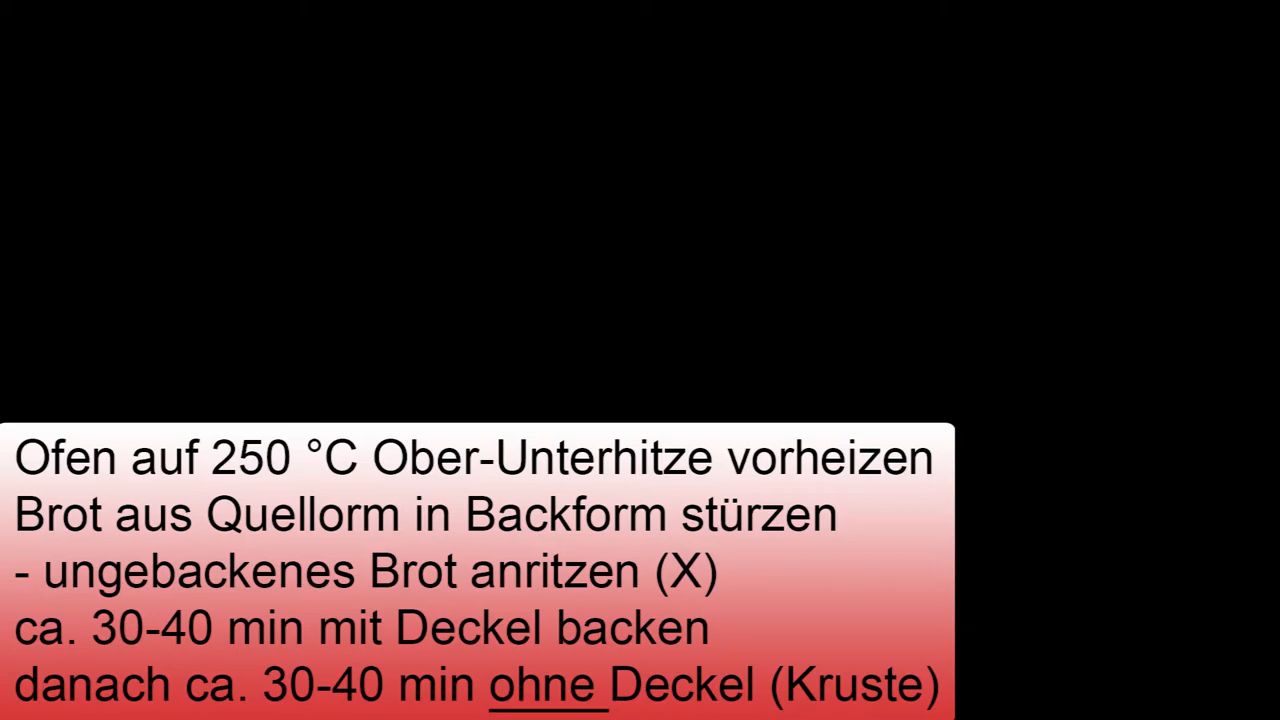 Ofen auf 250 °C Ober-Unterhitze vorheizen
Brot aus Quellorm in Backform stürzen
- ungebackenes Brot anritzen (X)
ca. 30-40 min mit Deckel backen
danach ca. 30-40 min ohne Deckel (Kruste)